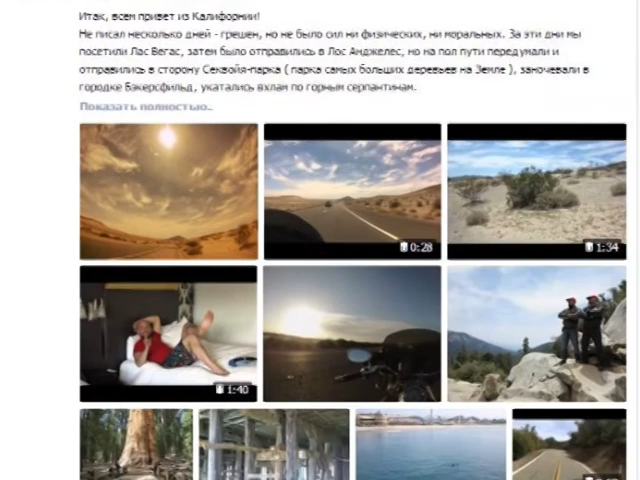 Итак, всем привет из Калифорнии!
Не писал несколько дней - грешен, но не было сил ни физических, ни моральных. За эти дни мы
посетили Лас Вегас, затем было отправились в Лос Анджелес, но на пол пути передумали и
отправились в сторону Секвойя-парка ( парка самых больших деревьев на Земле ), заночевали в
городке Бэкерсфильд, укатались вхлам по горным серпантинам.
Показать полностью..
0:28
1:34
1:40